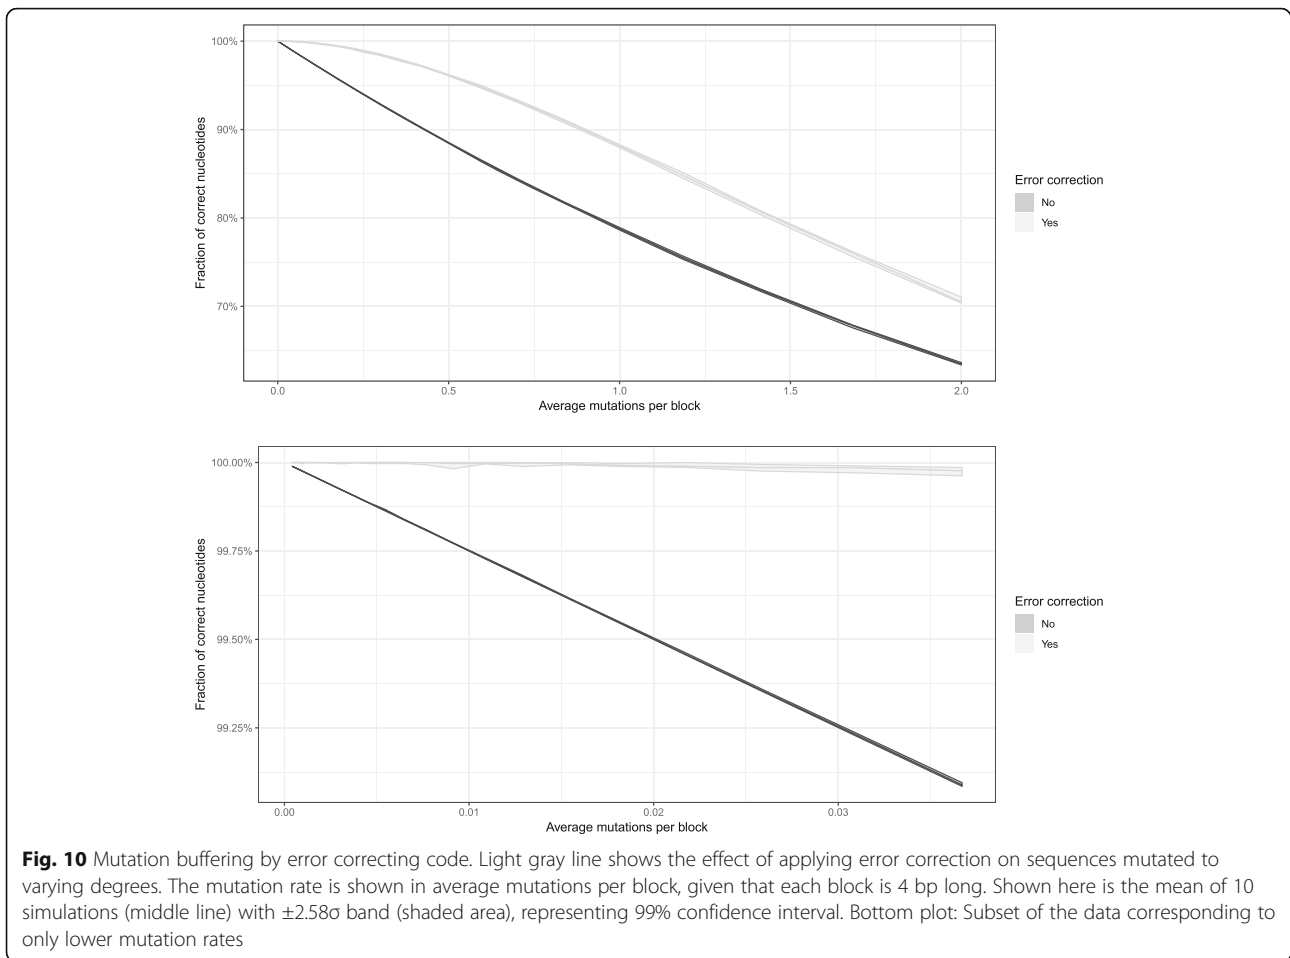 100%
90%
80%
70%
Fraction of correct nucleotides
0.0 0.5 1.0 1.5 2.0
Average mutations per block
Error correction
No
Yes
100.00%
99.75%
99.50%
99.25%
Fraction of correct nucleotides
0.00 0.01 0.02 0.03
Average mutations per block
Error correction
No
Yes
Fig. 10 Mutation buffering by error correcting code. Light gray line shows the effect of applying error correction on sequences mutated to
varying degrees. The mutation rate is shown in average mutations per block, given that each block is 4 bp long. Shown here is the mean of 10
simulations (middle line) with ±2.58σ band (shaded area), representing 99% confidence interval. Bottom plot: Subset of the data corresponding to
only lower mutation rates